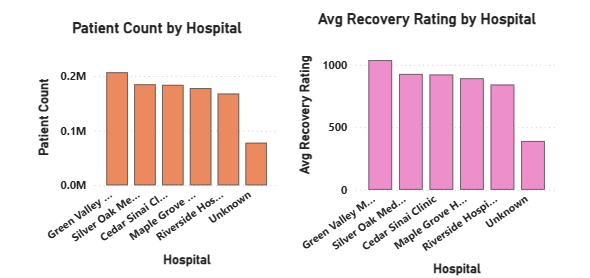 Patient Count by Hospital
Patient Count
0.2M
0.1M
0.0M
Green Valley ...
Silver Oak Me...
Cedar Sinai Cl...
Maple Grove ...
Riverside Hos...
Unknown
Hospital
Avg Recovery Rating by Hospital
Avg Recovery Rating
1000
500
0
Green Valley M...
Silver Oak Med...
Cedar Sinai Clinic
Maple Grove H...
Riverside Hospi...
Unknown
Hospital